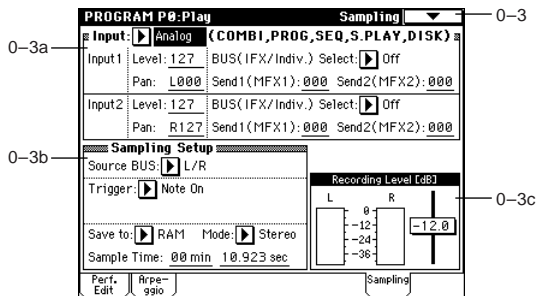 PROGRAM P0:Play Sampling 0–3
0–3a
Input: Analog (COMBI,PROG,SEQ,S.PLAY,DISK)
Input1 Level: 127 BUS(IFX/Indiv.) Select: Off
Pan: L000 Send1(MFX1): 000 Send2(MFX2): 000
Input2 Level: 127 BUS(IFX/Indiv.) Select: Off
Pan: R127 Send1(MFX1): 000 Send2(MFX2): 000
0–3b
Sampling Setup
Source BUS: L/R
Trigger: Note On
Save to: RAM Mode: Stereo
Sample Time: 00 min 10.923 sec
Recording Level [dB]
0–3c
L R
0
-12
-24
-36
-12.0
Perf. Edit
Arpe-ggio
Sampling